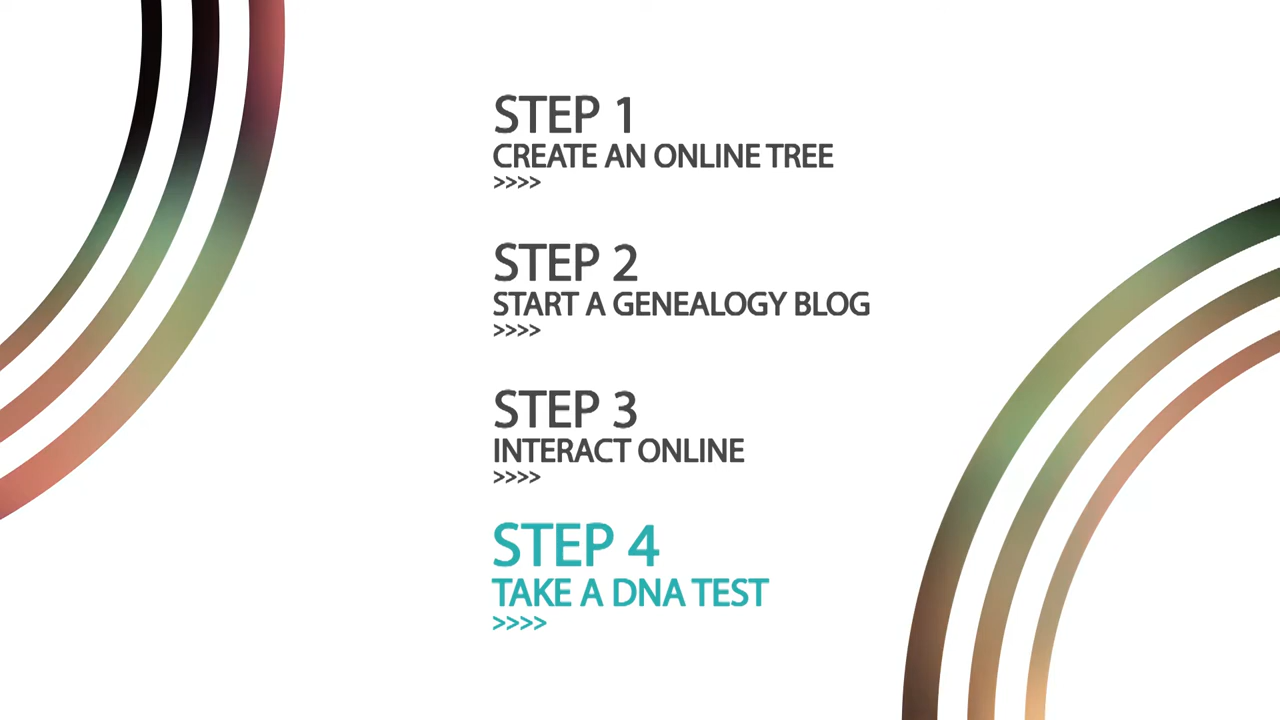 STEP 1
CREATE AN ONLINE TREE
>>>>
STEP 2
START A GENEALOGY BLOG
>>>>
STEP 3
INTERACT ONLINE
>>>>
STEP 4
TAKE A DNA TEST
>>>>